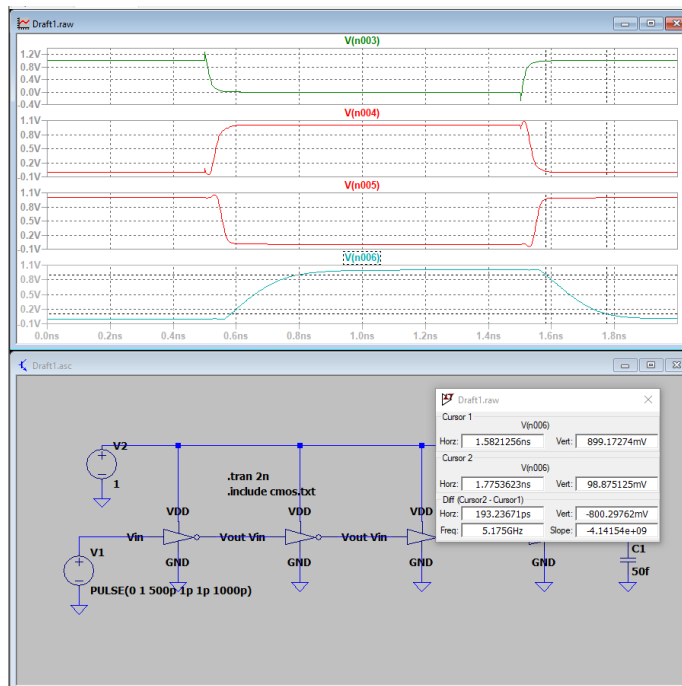 Draft1.raw
V(n003)
1.2V
0.8V
0.4V
0.0V
-0.4V
V(n004)
1.1V
0.8V
0.5V
0.2V
-0.1V
V(n005)
1.1V
0.8V
0.5V
0.2V
-0.1V
V(n006)
1.1V
0.8V
0.5V
0.2V
-0.1V
0.0ns 0.2ns 0.4ns 0.6ns 0.8ns 1.0ns 1.2ns 1.4ns 1.6ns 1.8ns
Draft1.asc
Draft1.raw
Cursor 1
V(n006)
Horz: 1.5821256ns Vert: 899.17274mV
Cursor 2
V(n006)
Horz: 1.7753623ns Vert: 98.875125mV
Diff (Cursor2 - Cursor1)
Horz: 193.23671ps Vert: -800.29762mV
Freq: 5.175GHz Slope: -4.14154e+09
V2
1
.tran 2n
.include cmos.txt
VDD VDD VDD
Vin Vout Vin Vout Vin
V1 GND GND GND GND C1
50f
PULSE(0 1 500p 1p 1p 1000p)